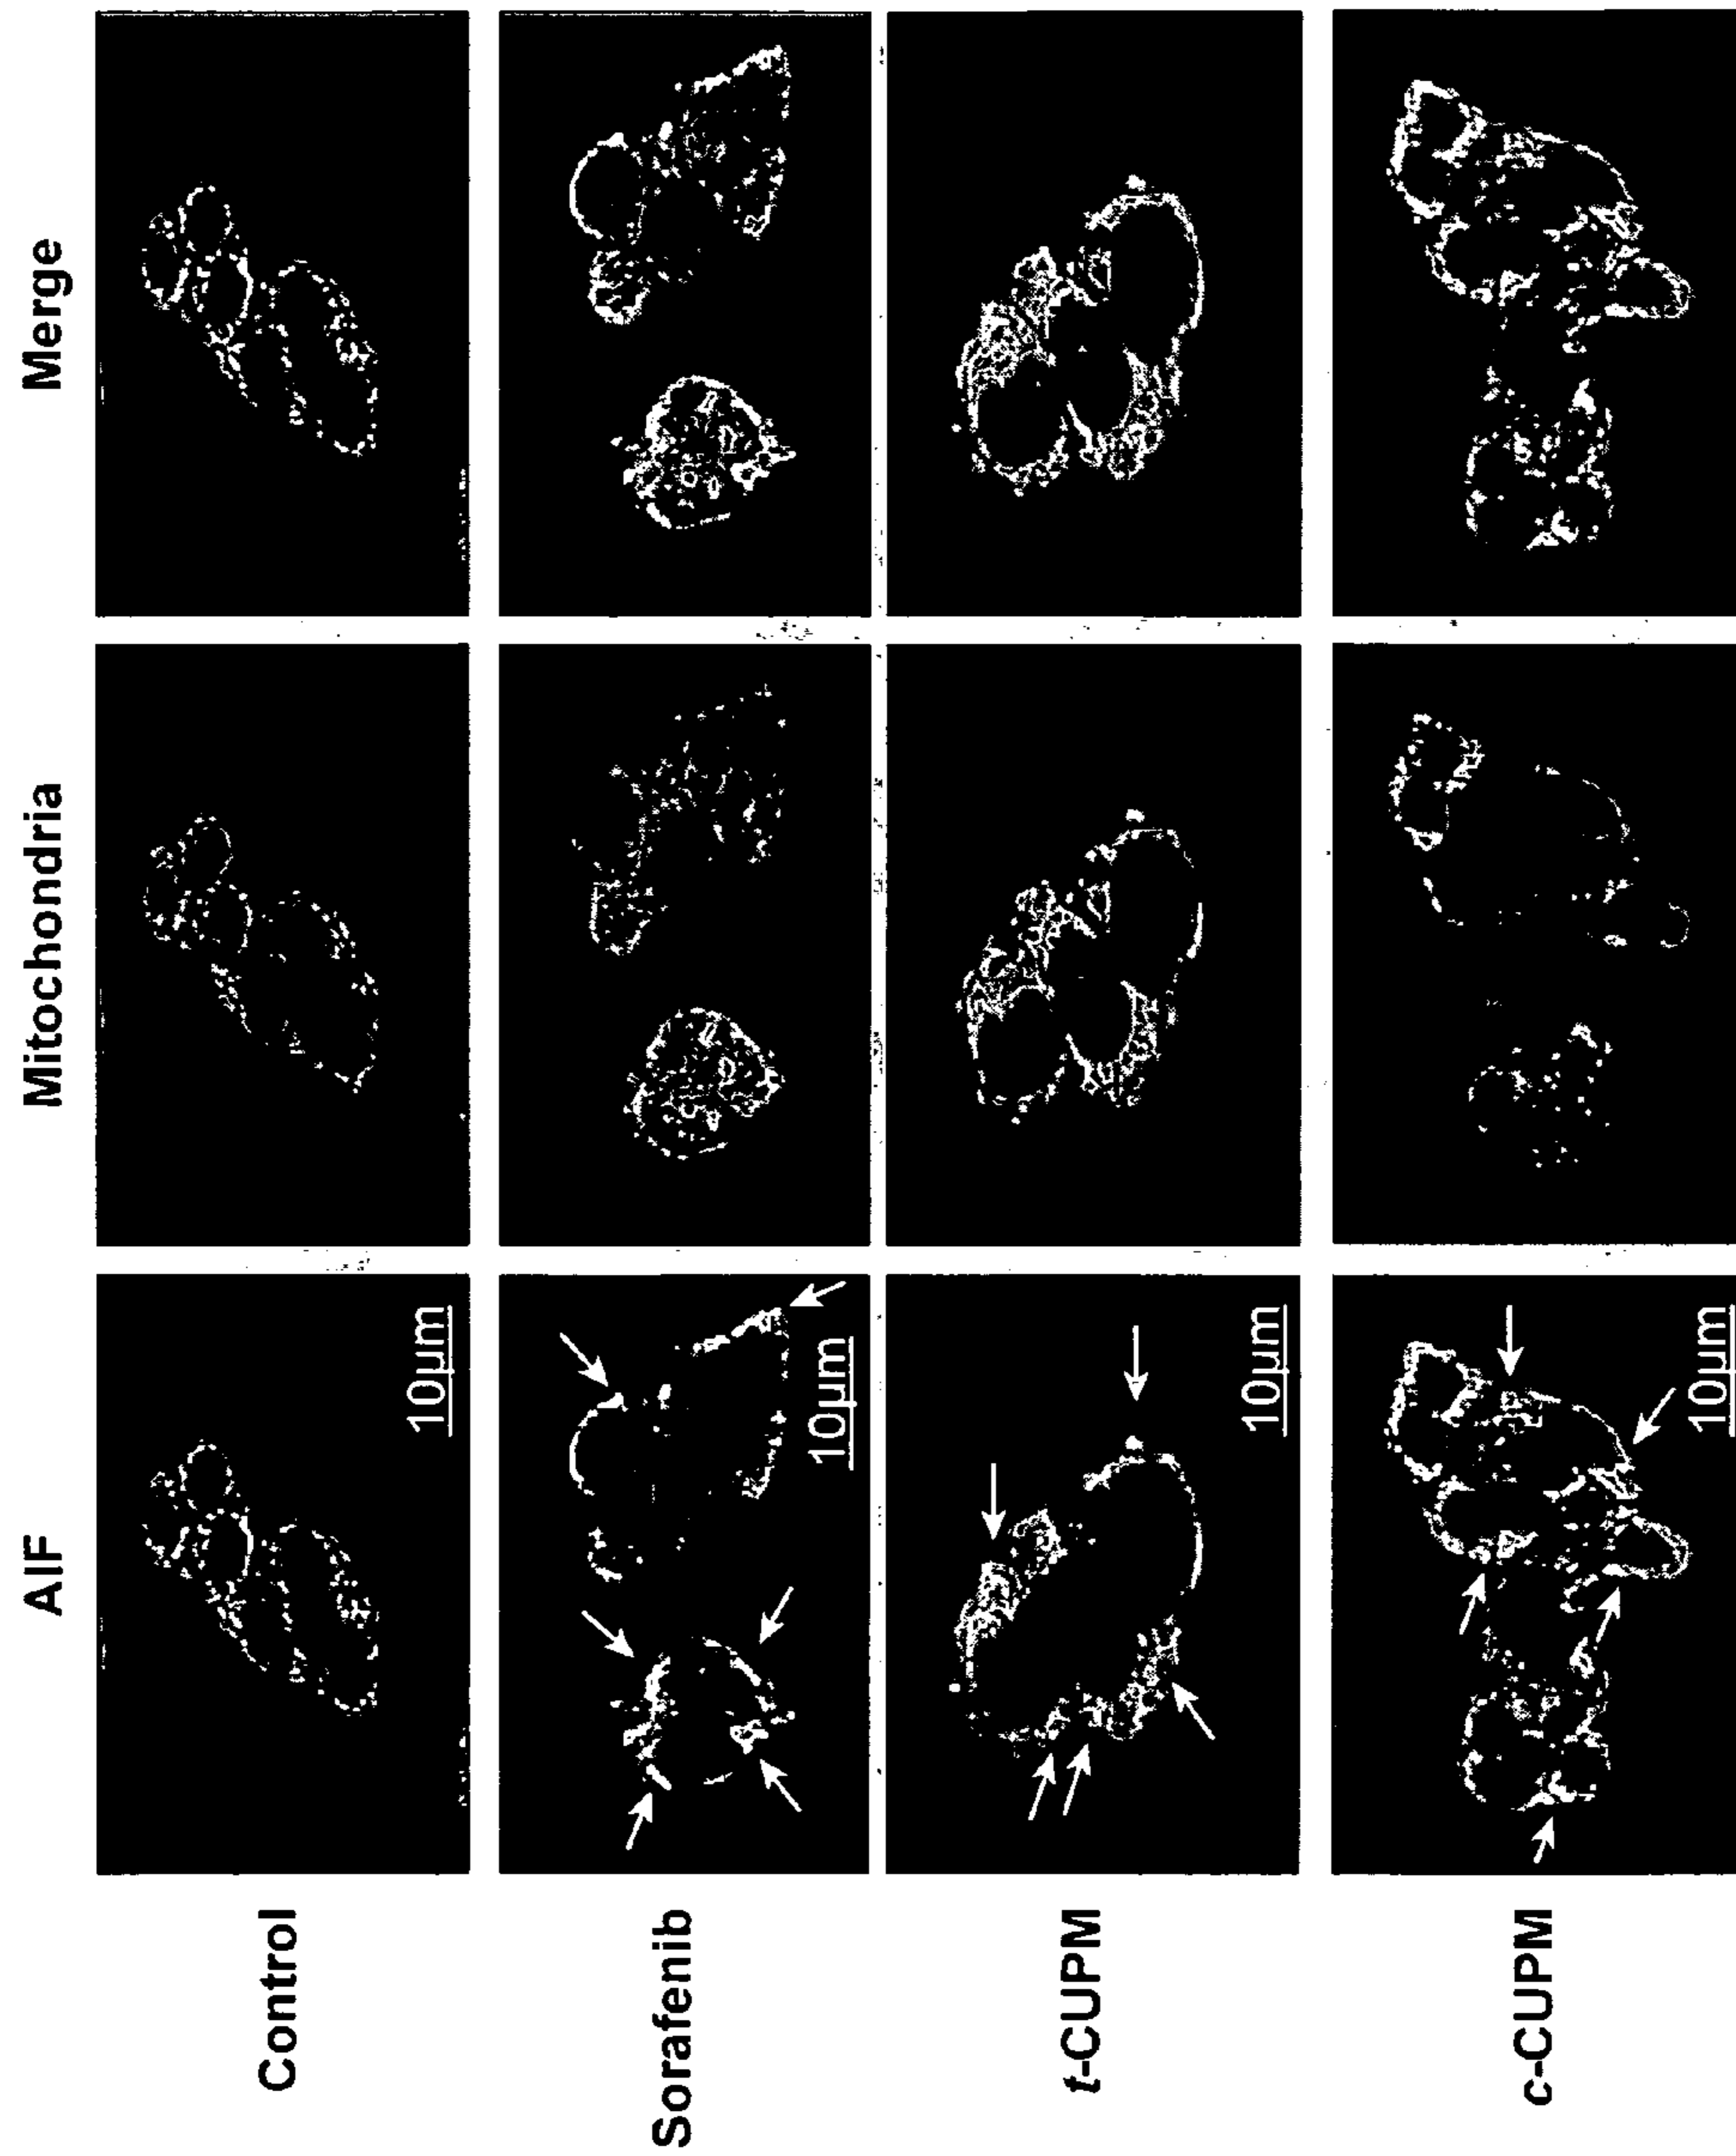 AIF Mitochondria Merge
Control
10µm
Sorafenib
10µm
t-CUPM
10µm
c-CUPM
10µm